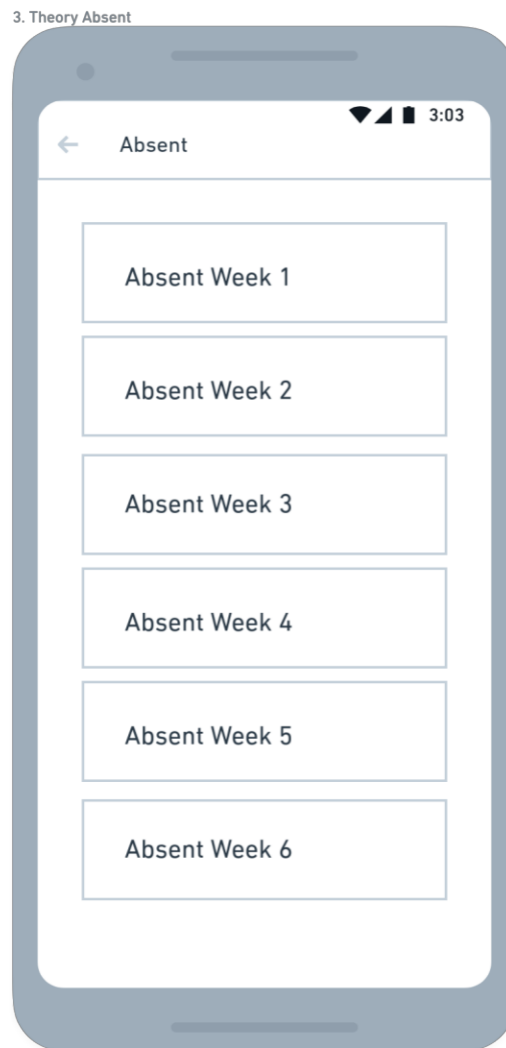 3. Theory Absent
3:03
Absent
Absent Week 1
Absent Week 2
Absent Week 3
Absent Week 4
Absent Week 5
Absent Week 6